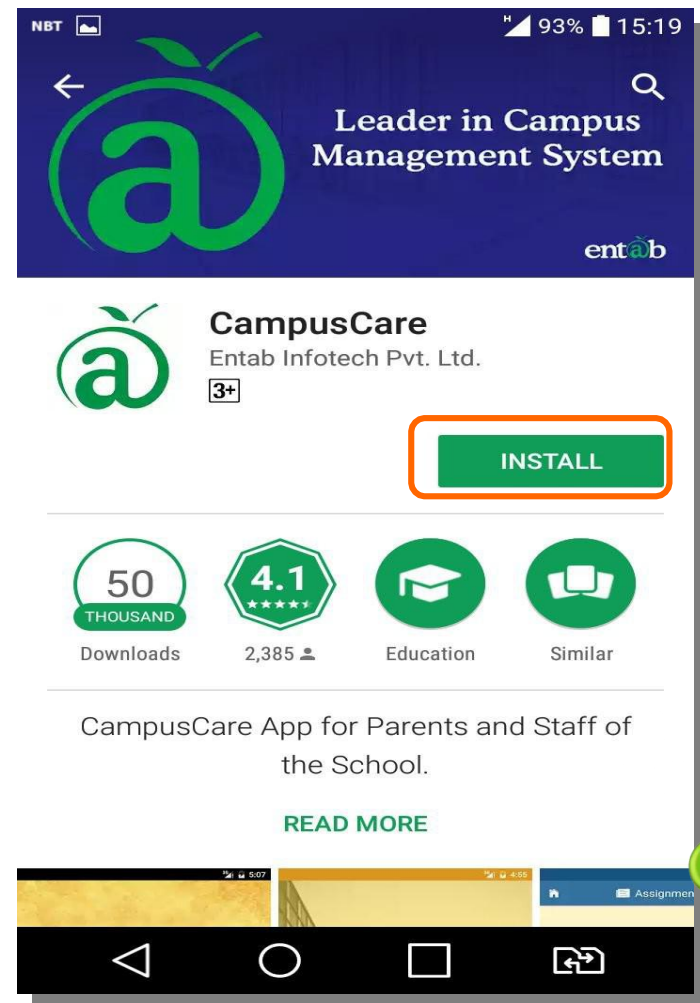 NBT H 93% 15:19
Leader in Campus
Management System
entab
a
CampusCare
Entab Infotech Pvt. Ltd.
3+
INSTALL
50
THOUSAND
4.1
Downloads
2,385
Education
Similar
CampusCare App for Parents and Staff of
the School.
READ MORE
5:07
4:55
Assignmen